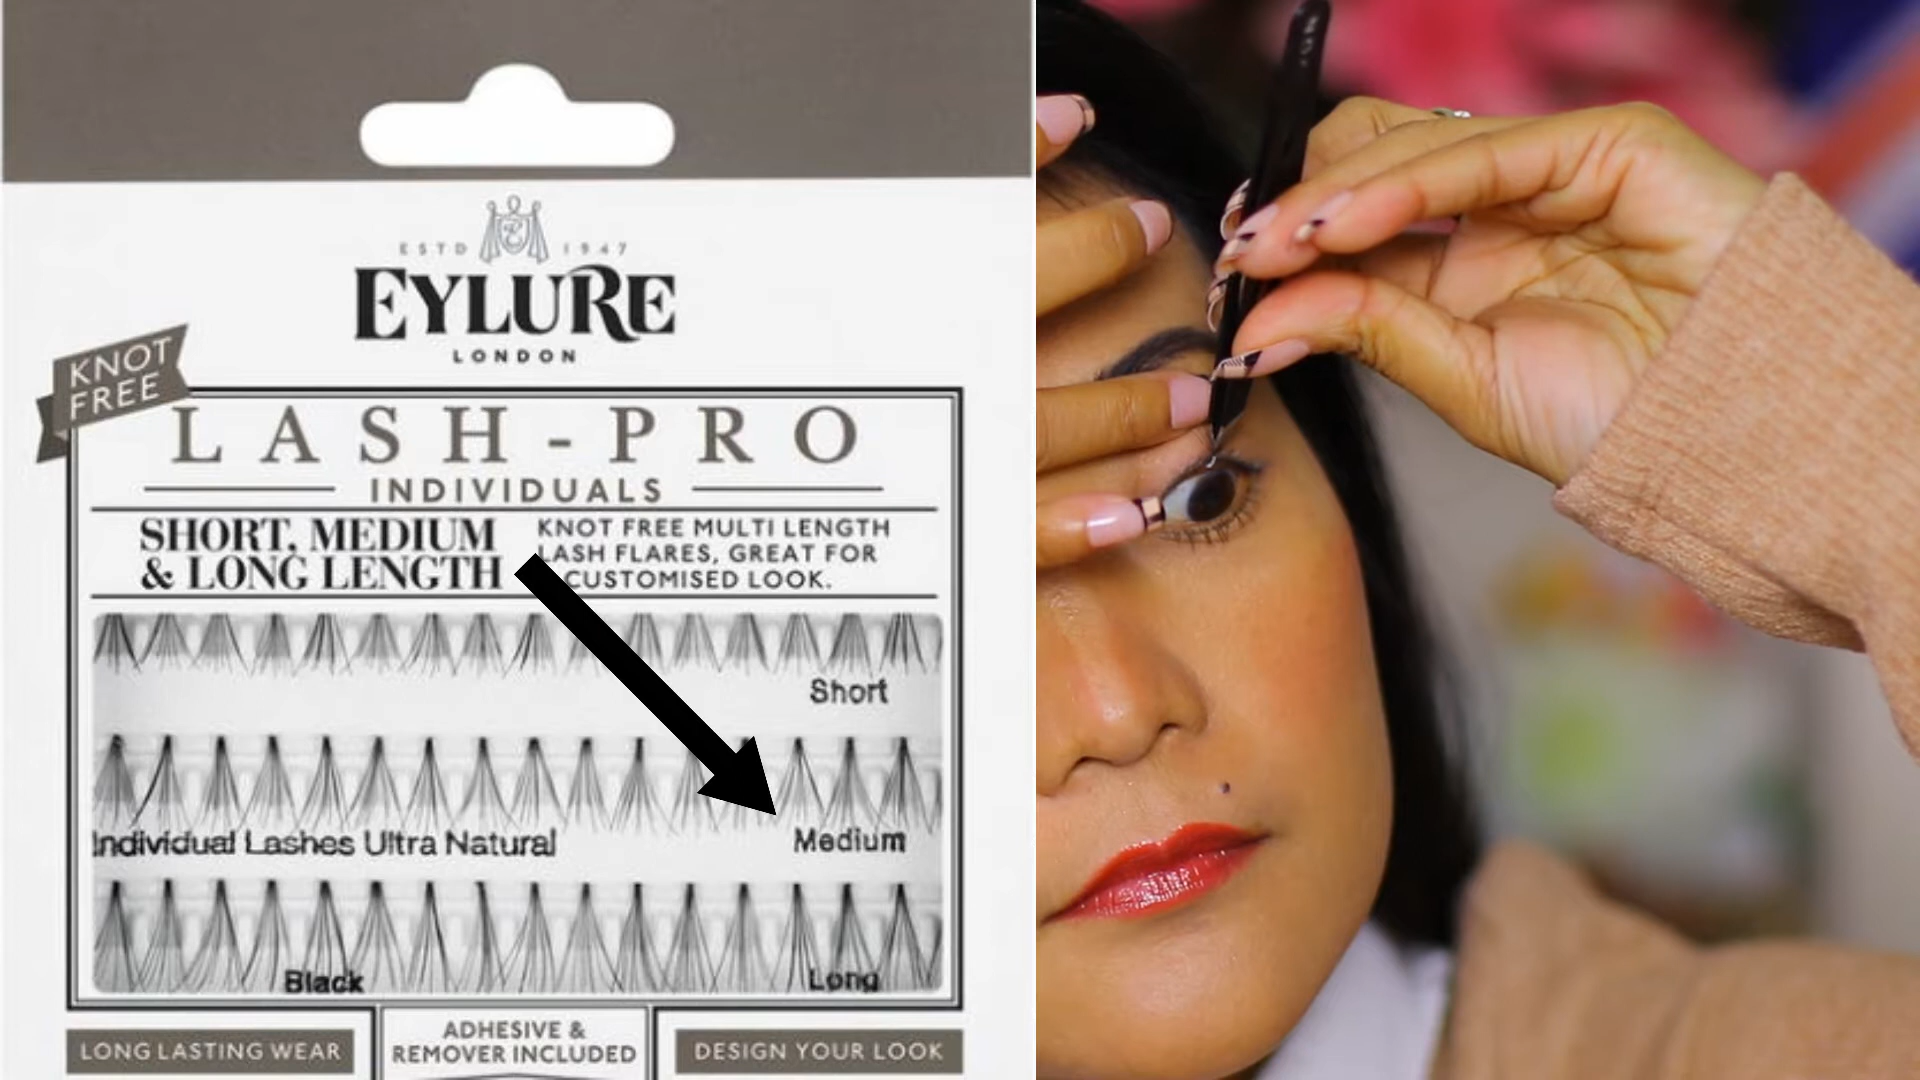 ESTD 1947
EYLURE
LONDON
KNOT
FREE
LASH-PRO
INDIVIDUALS
SHORT, MEDIUM
& LONG LENGTH
KNOT FREE MULTI LENGTH
LASH FLARES, GREAT FOR
CUSTOMISED LOOK.
Short
Individual Lashes Ultra Natural
Medium
Black
Long
LONG LASTING WEAR
ADHESIVE &
REMOVER INCLUDED
DESIGN YOUR LOOK